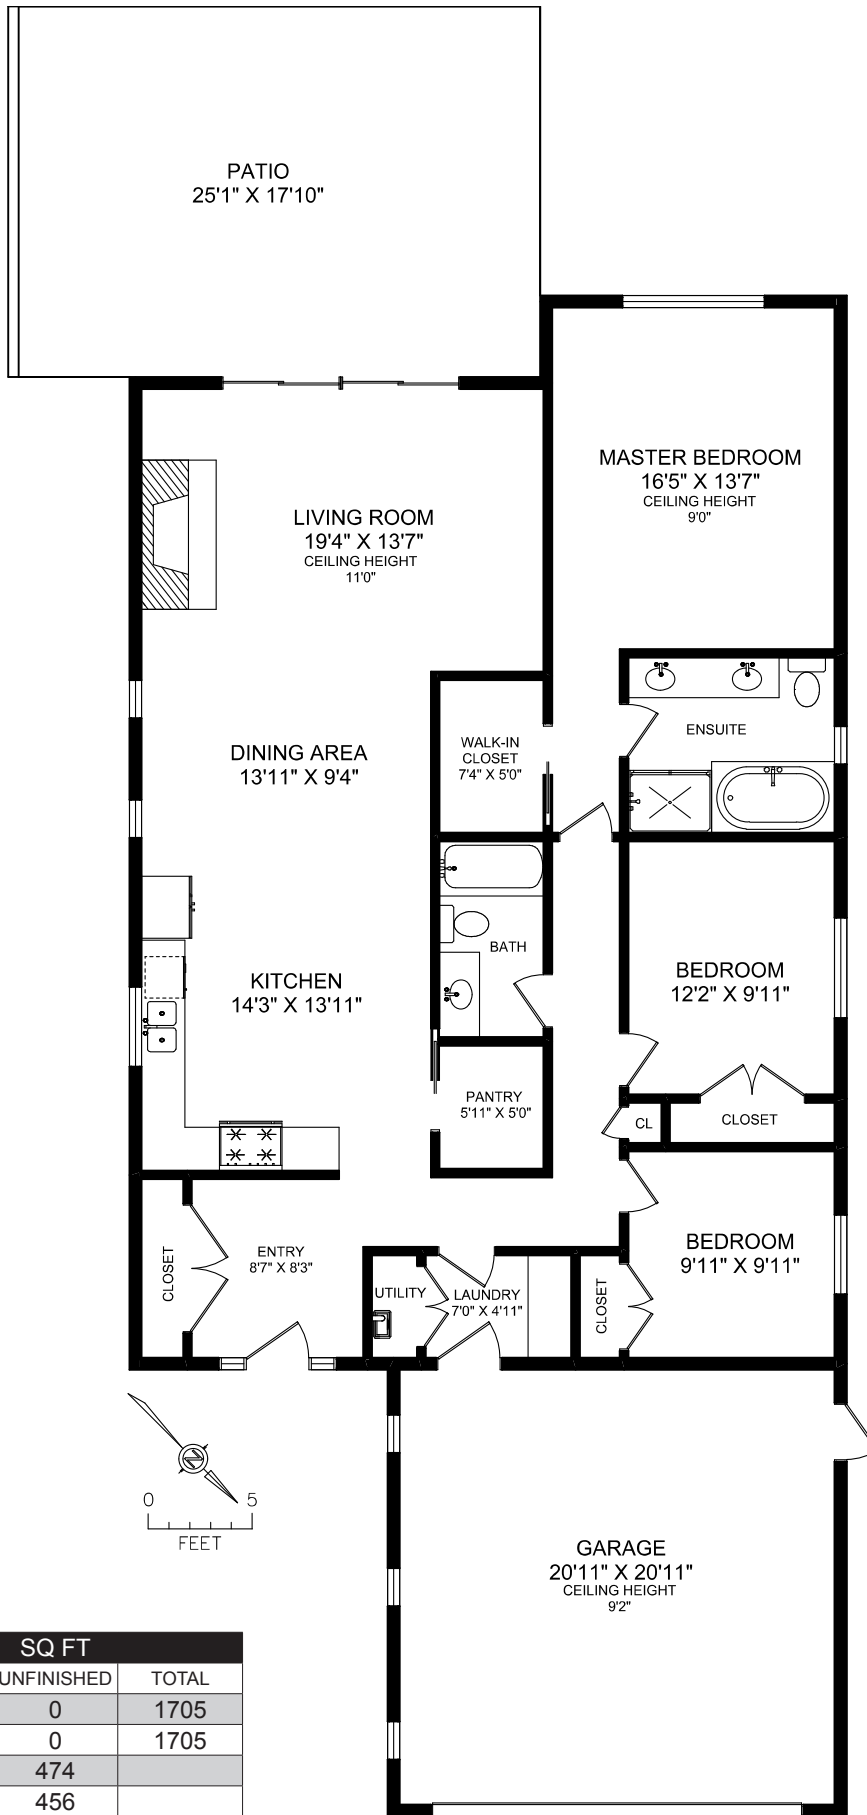 PATIO
25'1" X 17'10"
MASTER BEDROOM
16'5" X 13'7"
CEILING HEIGHT
9'0"
LIVING ROOM
19'4" X 13'7"
CEILING HEIGHT
11'0"
ENSUITE
WALK-IN
CLOSET
7'4" X 5'0"
DINING AREA
13'11" X 9'4"
BATH
BEDROOM
12'2" X 9'11"
KITCHEN
14'3" X 13'11"
PANTRY
5'11" X 5'0"
CL
CLOSET
BEDROOM
9'11" X 9'11"
CLOSET
ENTRY
8'7" X 8'3"
UTILITY
LAUNDRY
7'0" X 4'11"
CLOSET
N
0 5
FEET
GARAGE
20'11" X 20'11"
CEILING HEIGHT
9'2"
SQ FT
UNFINISHED TOTAL
0 1705
0 1705
474
456